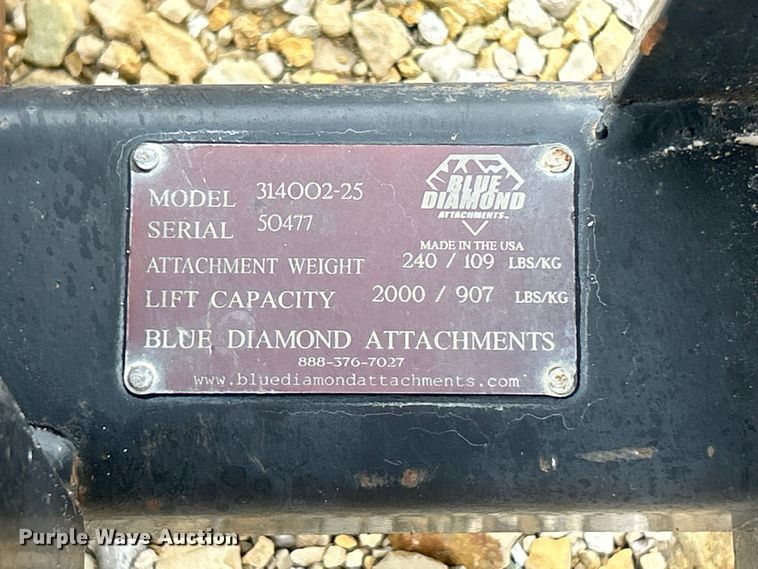 MODEL 314002-25
SERIAL 50477
BLUE
DIAMOND
ATTACHMENTS
MADE IN THE USA
ATTACHMENT WEIGHT 240 / 109 LBS/KG
LIFT CAPACITY 2000 / 907 LBS/KG
BLUE DIAMOND ATTACHMENTS
888-376-7027
www.bluediamondattachments.com
Purple Wave Auction